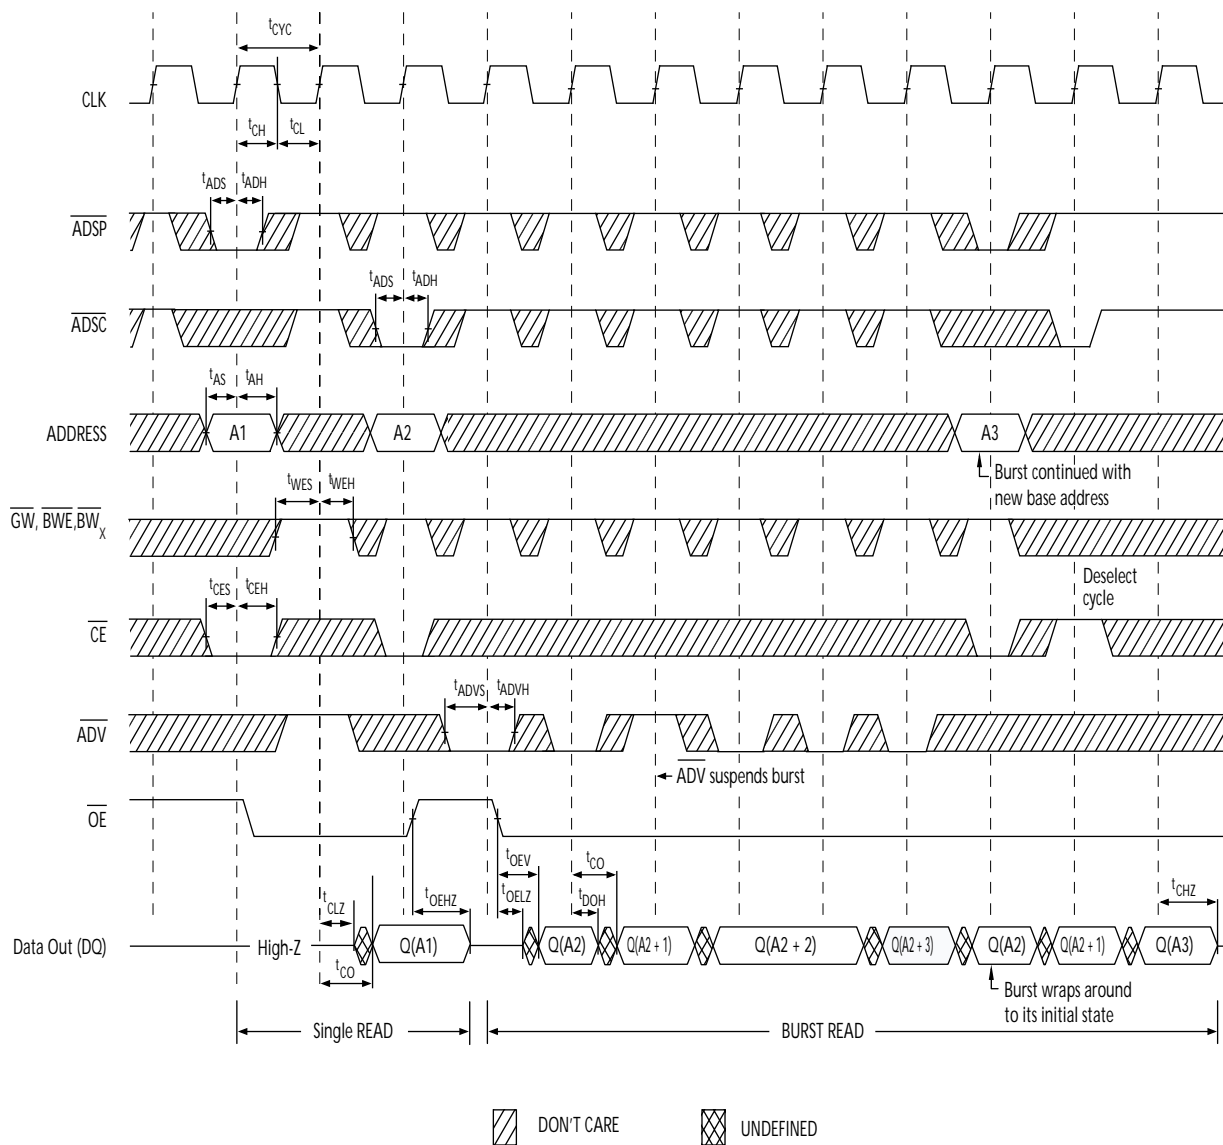 tCYC
CLK
tCH tCL
tADS tADH
ADSP
tADS tADH
ADSC
tAS tAH
ADDRESS A1 A2 A3
Burst continued with
new base address
tWES tWEH
GW, BWE,BWX
Deselect
cycle
tCES tCEH
CE
tADVS tADVH
ADV
ADV suspends burst
OE
tOEV tCO
tCLZ tOEHZ tOELZ tDOH tCHZ
Data Out (DQ) High-Z Q(A1) Q(A2) Q(A2 + 1) Q(A2 + 2) Q(A2 + 3) Q(A2) Q(A2 + 1) Q(A3)
tCO
Burst wraps around
to its initial state
Single READ BURST READ
DON'T CARE UNDEFINED